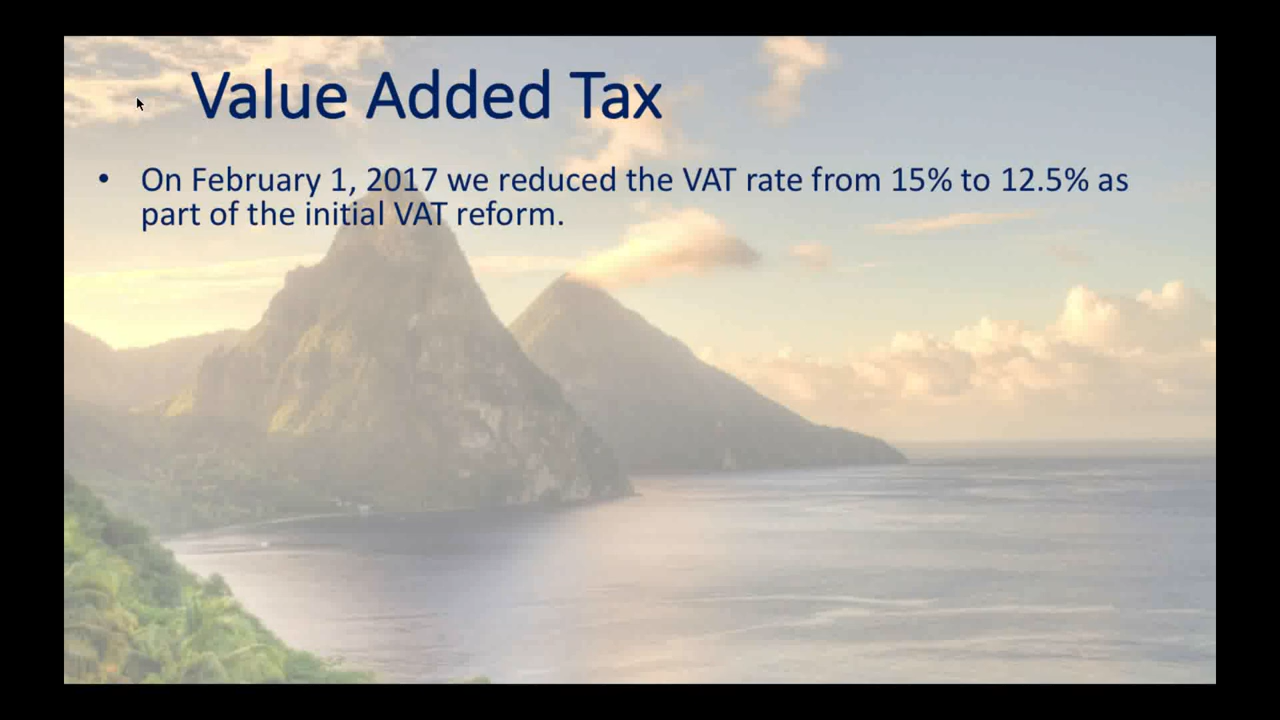 Value Added Tax
• On February 1, 2017 we reduced the VAT rate from 15% to 12.5% as
part of the initial VAT reform.